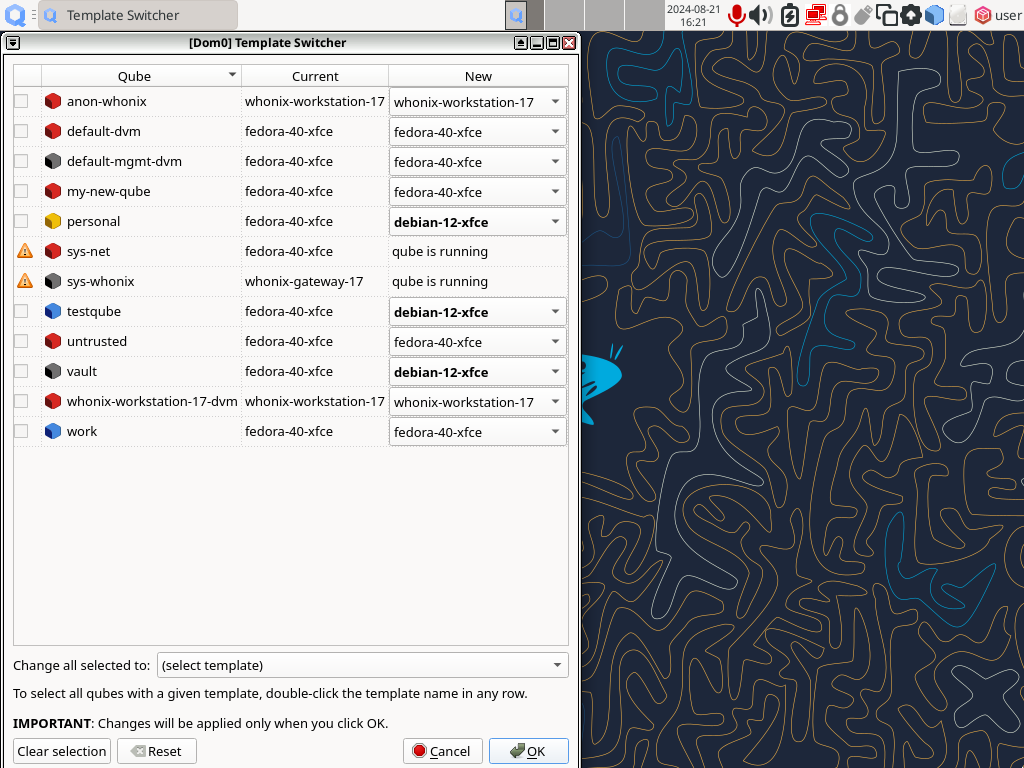 Template Switcher
2024-08-21
16:21
user
[Dom0] Template Switcher
Qube Current New
anon-whonix whonix-workstation-17 whonix-workstation-17
default-dvm fedora-40-xfce fedora-40-xfce
default-mgmt-dvm fedora-40-xfce fedora-40-xfce
my-new-qube fedora-40-xfce fedora-40-xfce
personal fedora-40-xfce debian-12-xfce
sys-net fedora-40-xfce qube is running
sys-whonix whonix-gateway-17 qube is running
testqube fedora-40-xfce debian-12-xfce
untrusted fedora-40-xfce fedora-40-xfce
vault fedora-40-xfce debian-12-xfce
whonix-workstation-17-dvm whonix-workstation-17 whonix-workstation-17
work fedora-40-xfce fedora-40-xfce
Change all selected to: (select template)
To select all qubes with a given template, double-click the template name in any row.
IMPORTANT: Changes will be applied only when you click OK.
Clear selection Reset Cancel OK